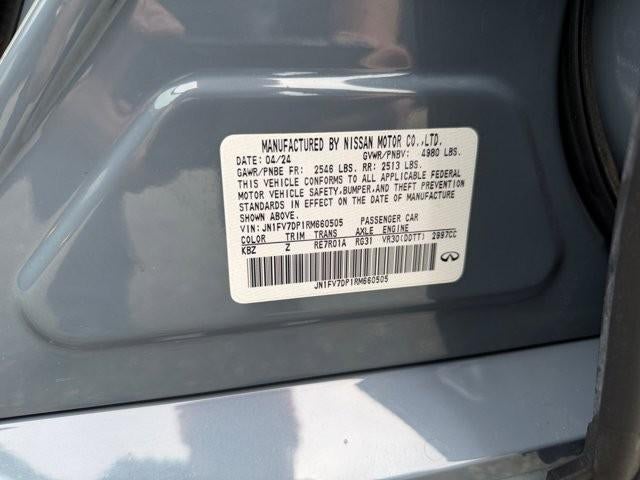 MANUFACTURED BY NISSAN MOTOR CO.,LTD.
DATE: 04/24 GVWR/PNBV: 4980 LBS.
GAWR/PNBE FR: 2546 LBS. RR: 2513 LBS.
THIS VEHICLE CONFORMS TO ALL APPLICABLE FEDERAL
MOTOR VEHICLE SAFETY, BUMPER, AND THEFT PREVENTION
STANDARDS IN EFFECT ON THE DATE OF MANUFACTURE
SHOWN ABOVE.
VIN: JN1FV7DP1RM660505 PASSENGER CAR
COLOR TRIM TRANS AXLE ENGINE
KBZ Z RE7R01A RG31 VR30(DDTT) 2997CC
JN1FV7DP1RM660505